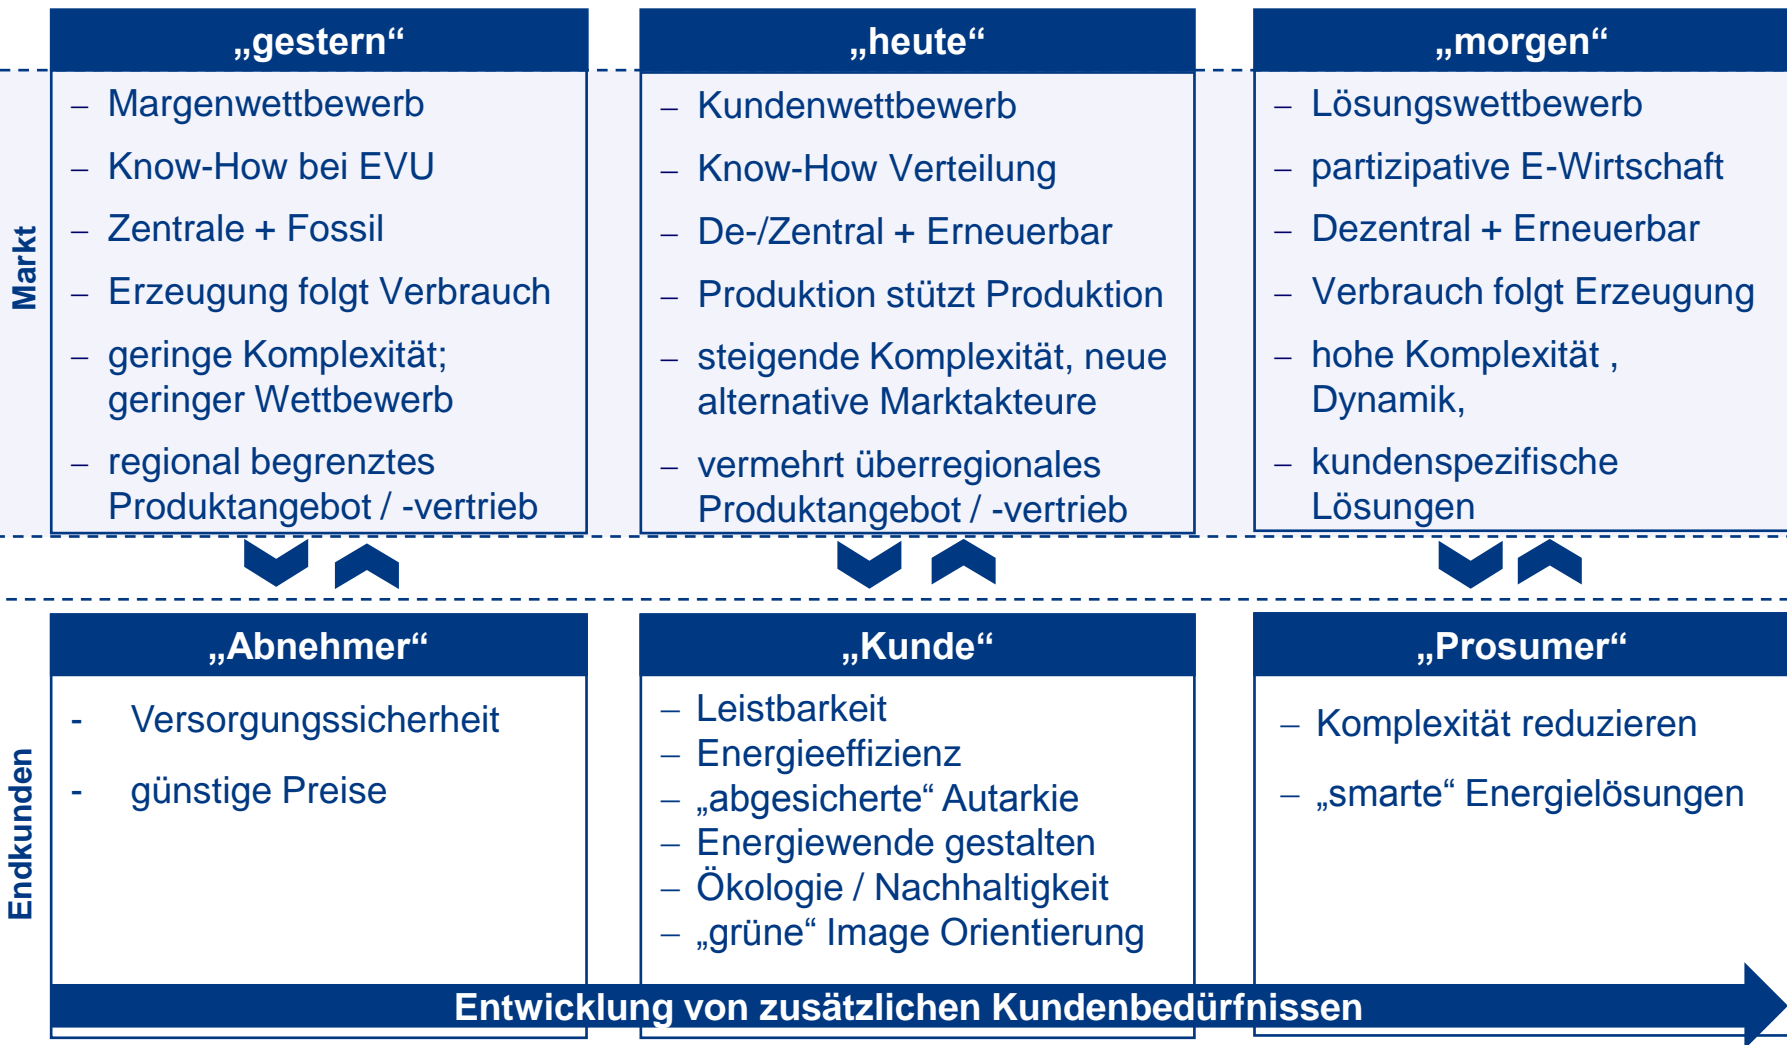 „gestern“
– Margenwettbewerb
– Know-How bei EVU
– Zentrale + Fossil
– Erzeugung folgt Verbrauch
– geringe Komplexität;
geringer Wettbewerb
– regional begrenztes
Produktangebot / -vertrieb
„heute“
– Kundenwettbewerb
– Know-How Verteilung
– De-/Zentral + Erneuerbar
– Produktion stützt Produktion
– steigende Komplexität, neue
alternative Marktakteure
– vermehrt überregionales
Produktangebot / -vertrieb
„morgen“
– Lösungswettbewerb
– partizipative E-Wirtschaft
– Dezentral + Erneuerbar
– Verbrauch folgt Erzeugung
– hohe Komplexität ,
Dynamik,
– kundenspezifische
Lösungen
Markt
„Abnehmer“
- Versorgungssicherheit
- günstige Preise
„Kunde“
– Leistbarkeit
– Energieeffizienz
– „abgesicherte“ Autarkie
– Energiewende gestalten
– Ökologie / Nachhaltigkeit
– „grüne“ Image Orientierung
„Prosumer“
– Komplexität reduzieren
– „smarte“ Energielösungen
Endkunden
Entwicklung von zusätzlichen Kundenbedürfnissen